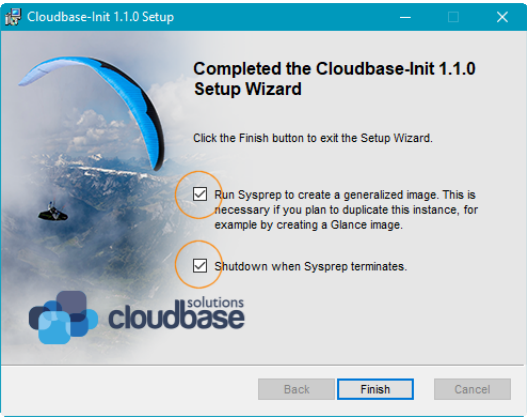 Cloudbase-Init 1.1.0 Setup
Completed the Cloudbase-Init 1.1.0
Setup Wizard
Click the Finish button to exit the Setup Wizard.
Run Sysprep to create a generalized image. This is
necessary if you plan to duplicate this instance, for
example by creating a Glance image.
Shutdown when Sysprep terminates.
solutions
cloudbase
Back
Finish
Cancel